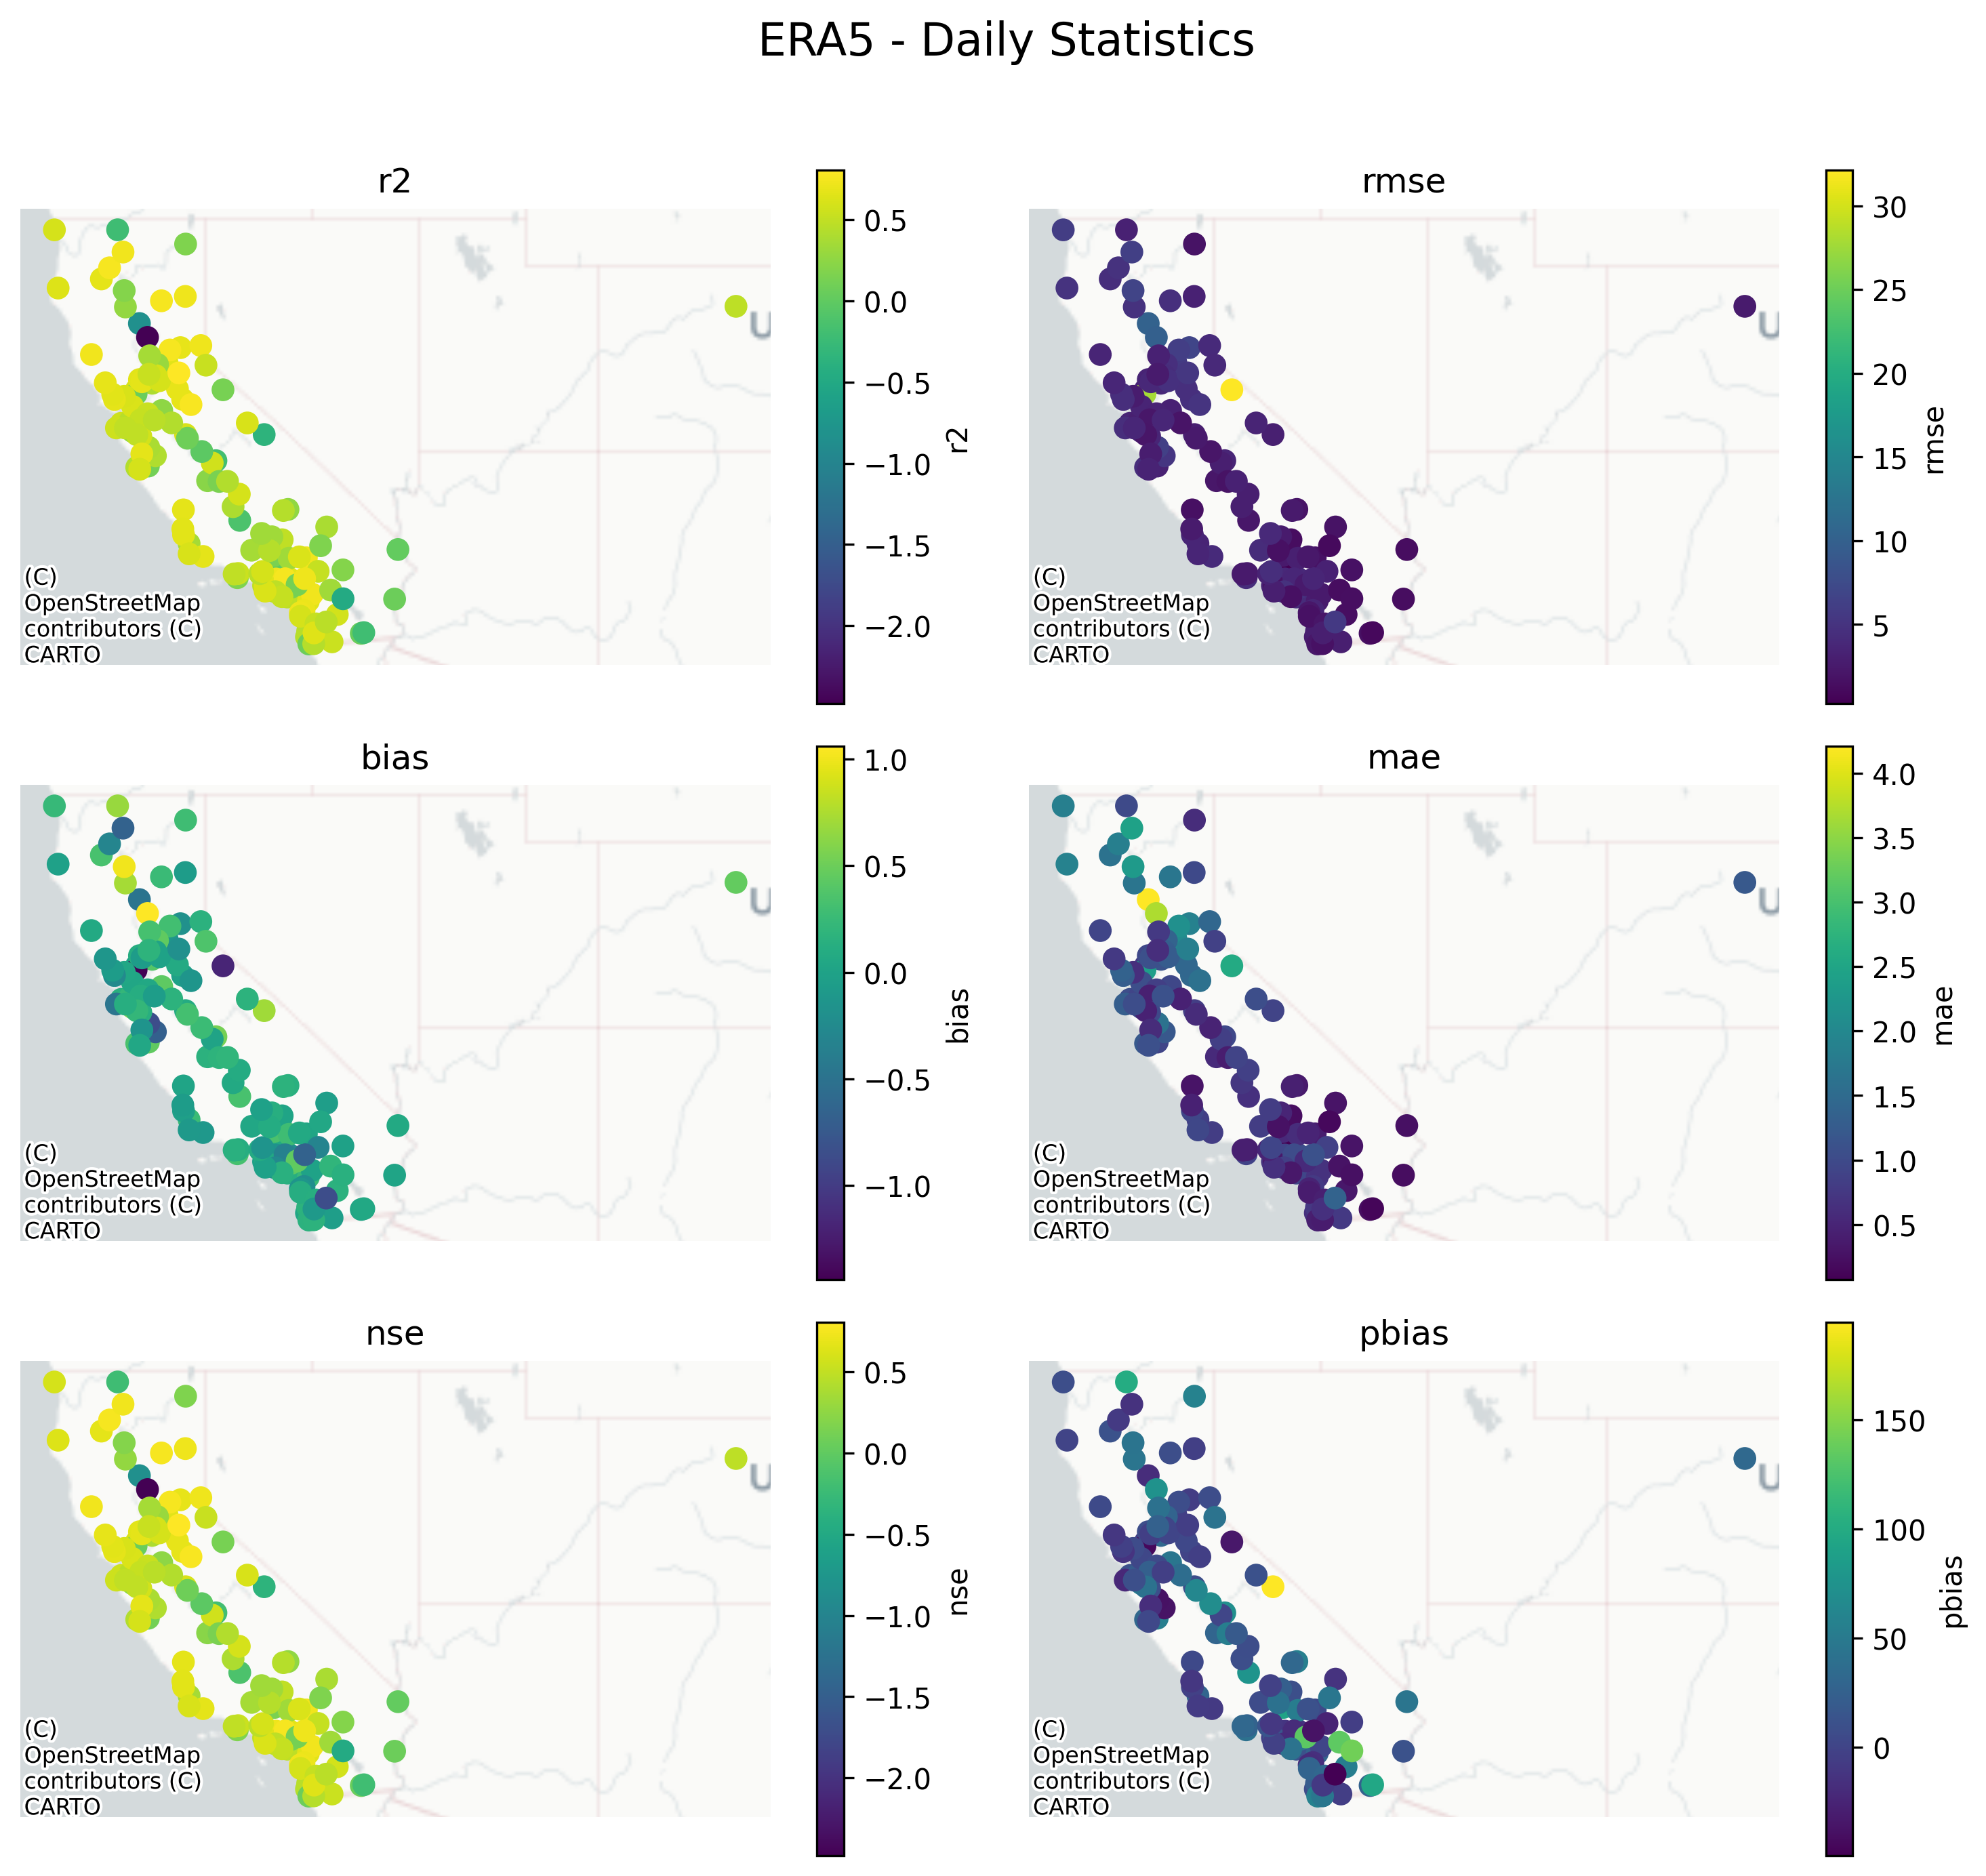 ERA5 - Daily Statistics
r2
0.5
0.0
−0.5
−1.0
−1.5
−2.0
r2
U
(C)
OpenStreetMap
contributors (C)
CARTO
rmse
30
25
20
15
10
5
rmse
U
(C)
OpenStreetMap
contributors (C)
CARTO
bias
1.0
0.5
0.0
−0.5
−1.0
bias
U
(C)
OpenStreetMap
contributors (C)
CARTO
mae
4.0
3.5
3.0
2.5
2.0
1.5
1.0
0.5
mae
U
(C)
OpenStreetMap
contributors (C)
CARTO
nse
0.5
0.0
−0.5
−1.0
−1.5
−2.0
nse
U
(C)
OpenStreetMap
contributors (C)
CARTO
pbias
150
100
50
0
pbias
U
(C)
OpenStreetMap
contributors (C)
CARTO